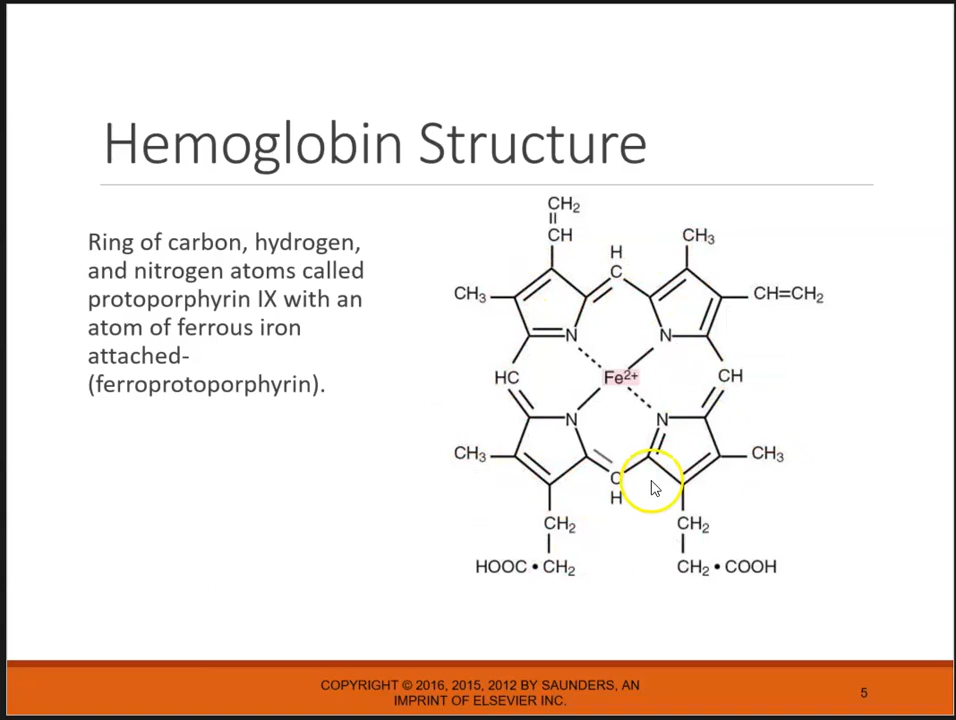 Hemoglobin Structure
Ring of carbon, hydrogen,
and nitrogen atoms called
protoporphyrin IX with an
atom of ferrous iron
attached-
(ferroprotoporphyrin).
CH₂
CH
H
C
CH₃
CH₃
CH=CH₂
N
N
HC
Fe²⁺
CH
N
N
CH₃
CH₃
C
H
CH₂
CH₂
HOOC • CH₂
CH₂ • COOH
COPYRIGHT © 2016, 2015, 2012 BY SAUNDERS, AN
IMPRINT OF ELSEVIER INC.
5